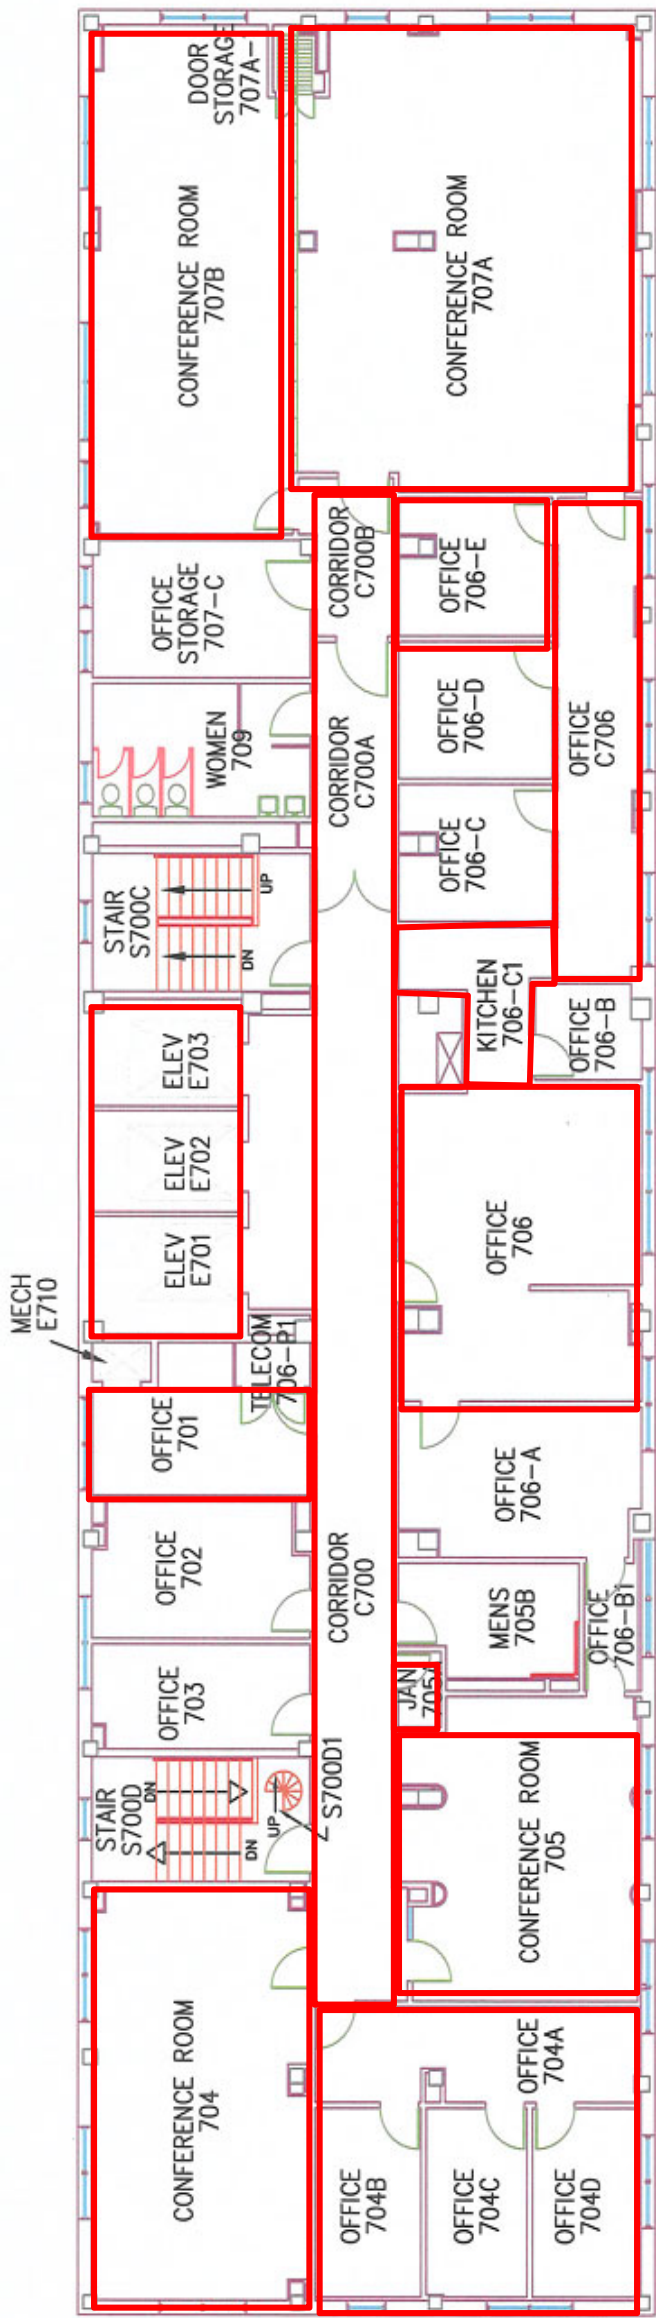 DOOR
STORAGE
707A-
CONFERENCE ROOM
707B
CONFERENCE ROOM
707A
OFFICE
STORAGE
707-C
CORRIDOR
C700B
OFFICE
706-E
WOMEN
709
CORRIDOR
C700A
OFFICE
706-D
OFFICE
C706
STAIR
S700C
UP
DN
OFFICE
706-C
KITCHEN
706-C1
OFFICE
706-B
ELEV
E703
ELEV
E702
ELEV
E701
OFFICE
706
MECH
E710
TELECOM
706-P1
OFFICE
701
OFFICE
706-A
OFFICE
702
CORRIDOR
C700
MENS
705B
OFFICE
706-B1
OFFICE
703
JAN
705A
STAIR
S700D
DN
UP
DN
S700D1
CONFERENCE ROOM
705
CONFERENCE ROOM
704
OFFICE
704A
OFFICE
704B
OFFICE
704C
OFFICE
704D